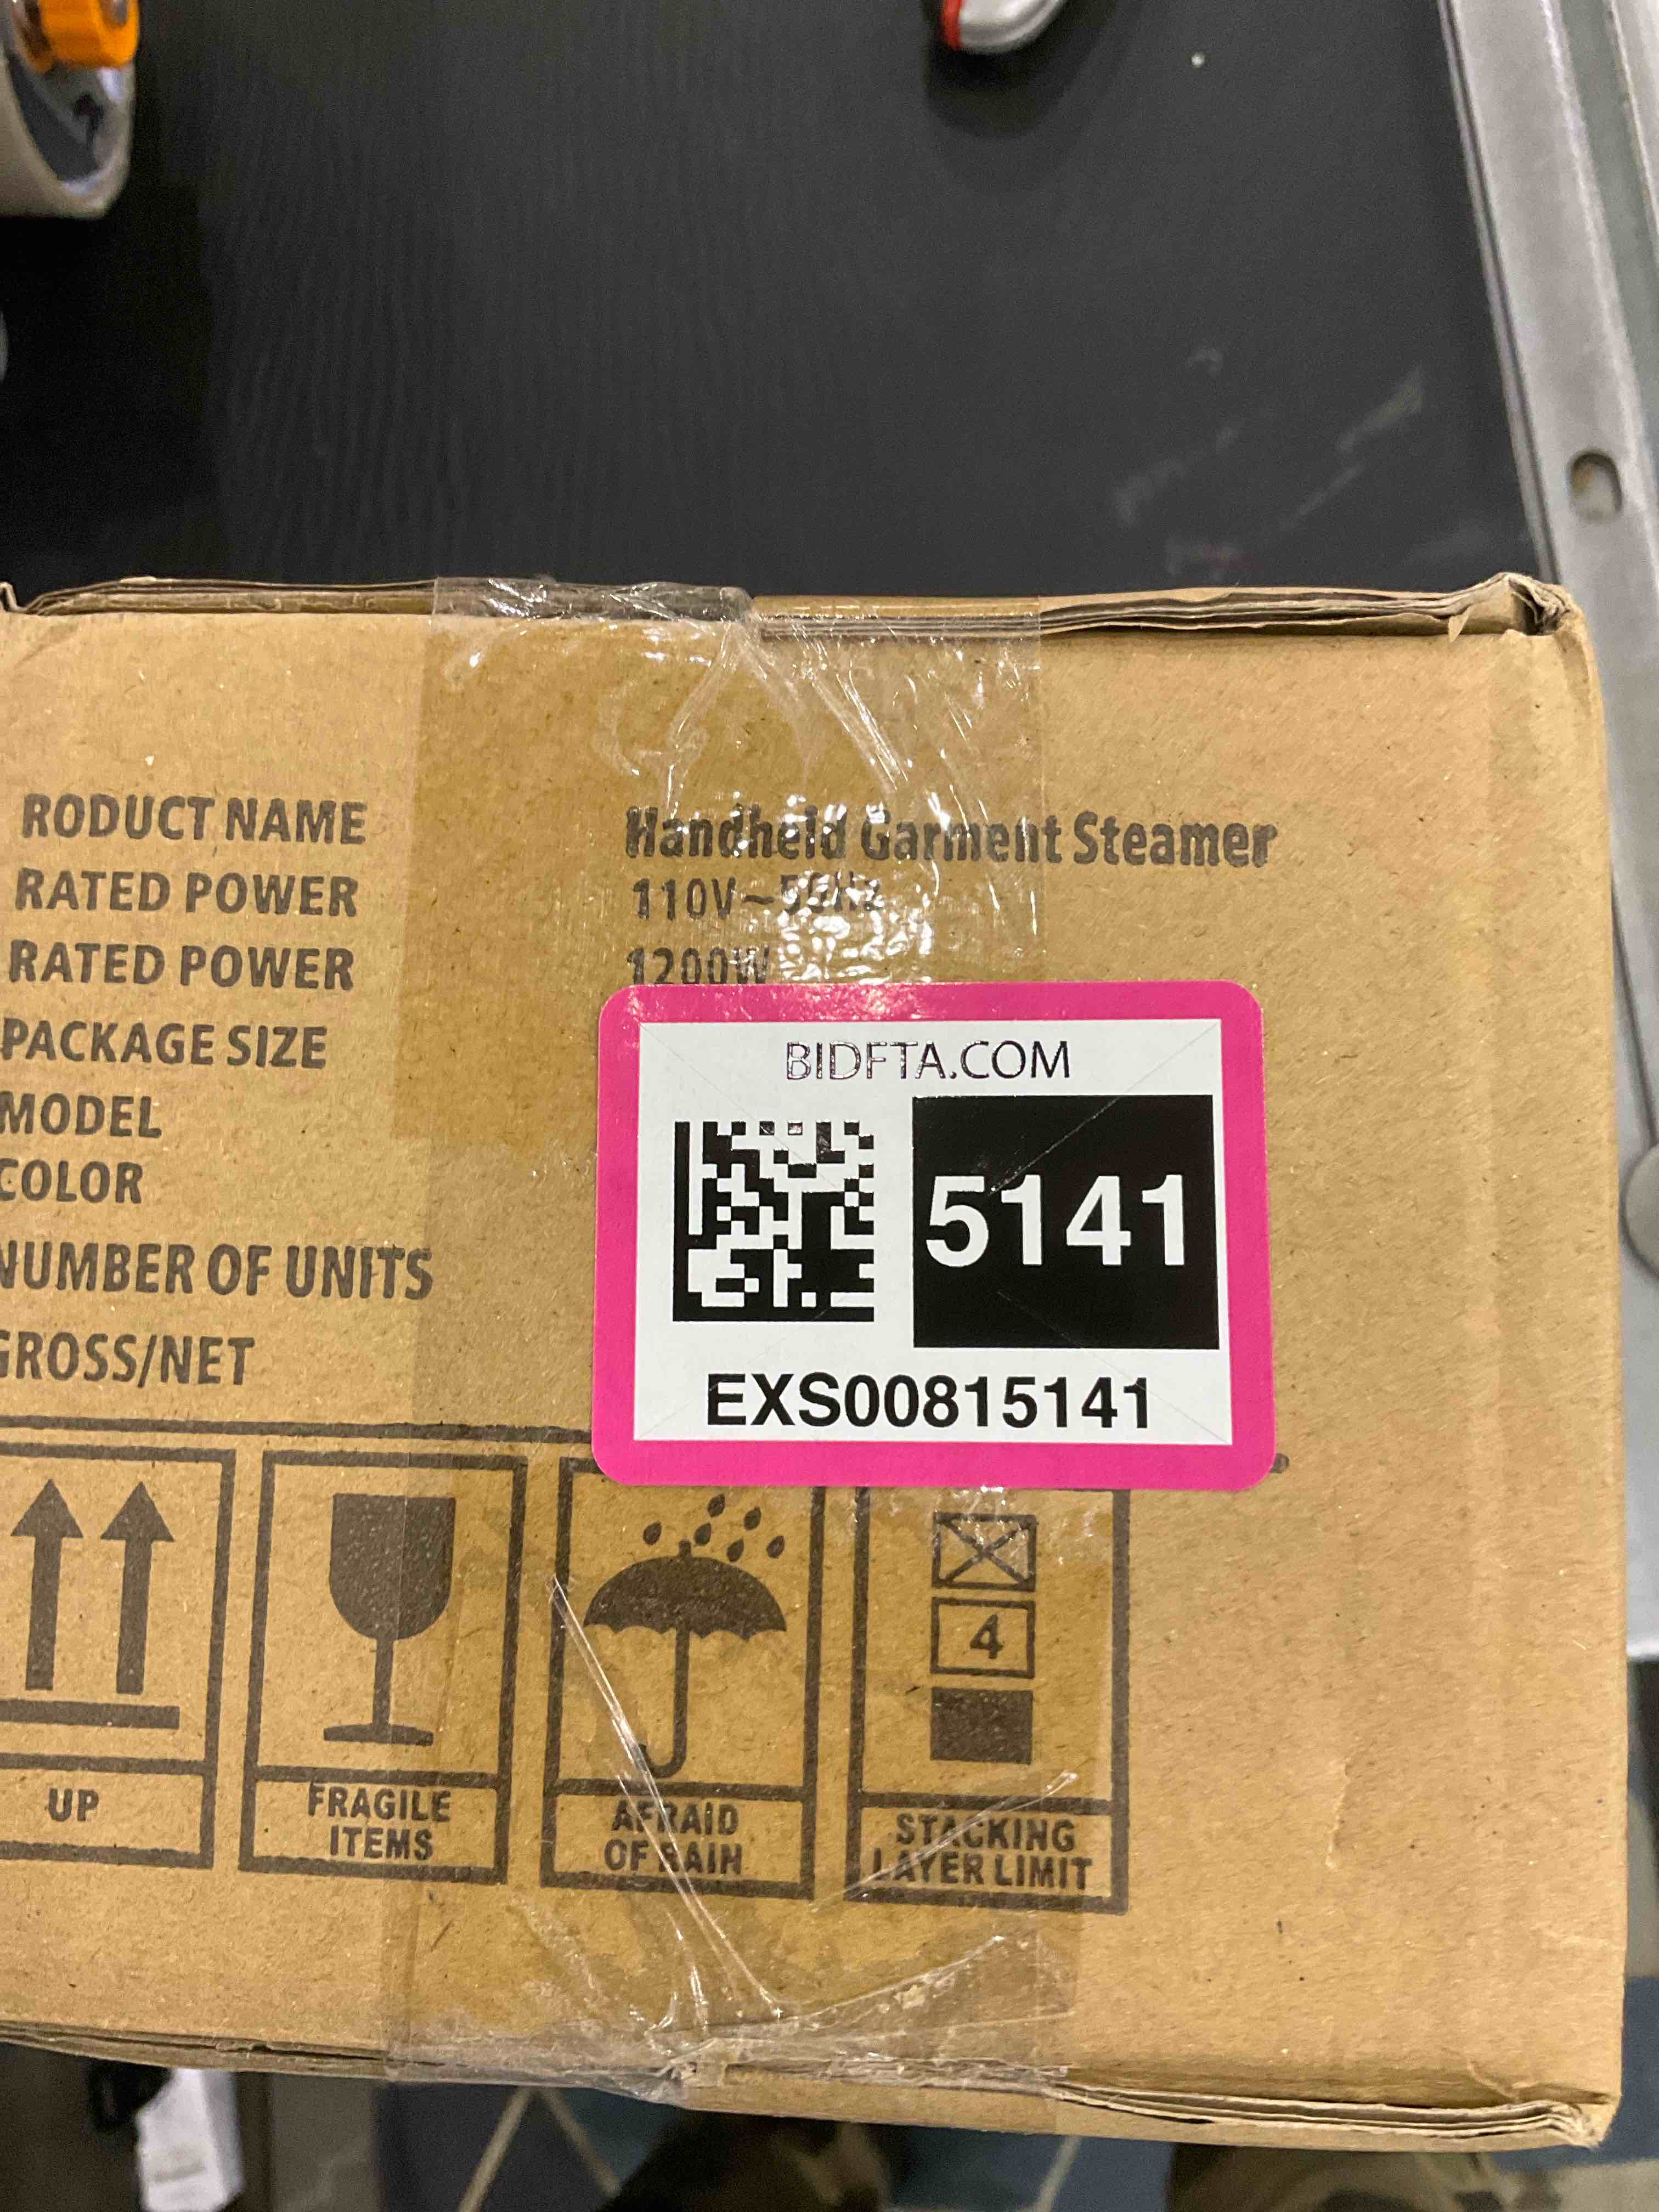 RODUCT NAME Handheld Garment Steamer
RATED POWER 110V~50Hz
RATED POWER 1200W
PACKAGE SIZE
MODEL
COLOR
NUMBER OF UNITS
GROSS/NET
BIDFTA.COM
5141
EXS00815141
4
UP
FRAGILE
ITEMS
AFRAID
OF RAIN
STACKING
LAYER LIMIT